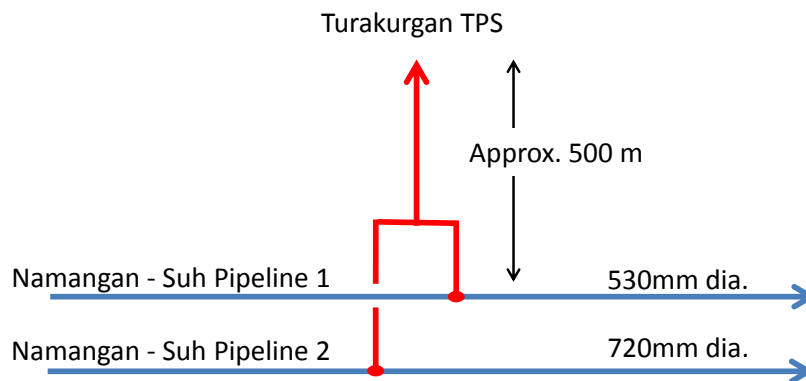 Turakurgan TPS
Approx. 500 m
Namangan - Suh Pipeline 1
530mm dia.
Namangan - Suh Pipeline 2
720mm dia.